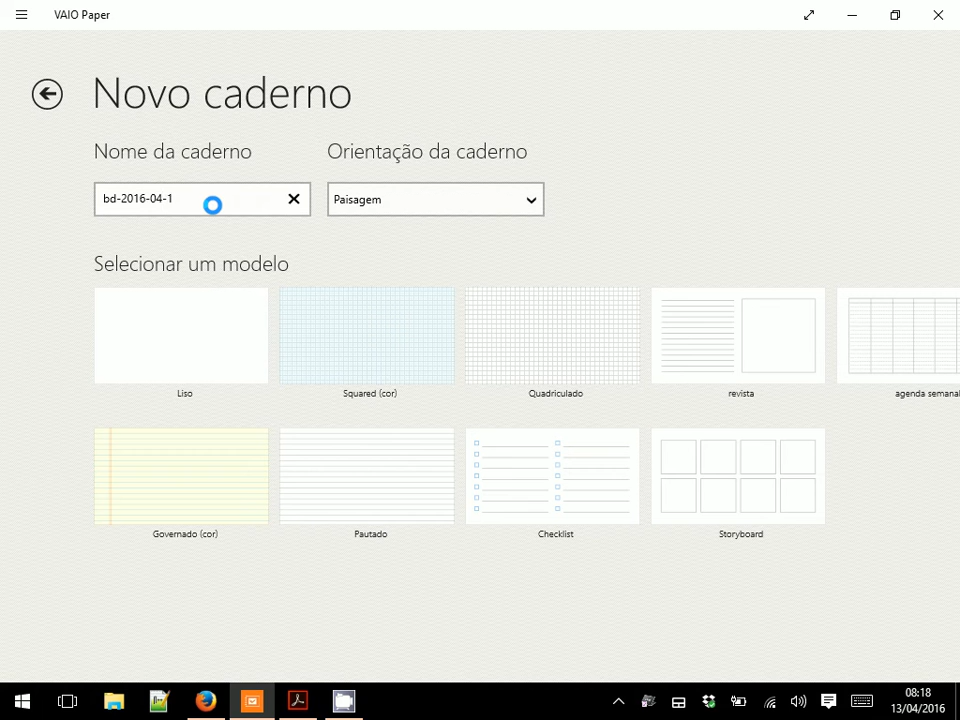 VAIO Paper
Novo caderno
Nome da caderno
Orientação da caderno
bd-2016-04-1
Paisagem
Selecionar um modelo
Liso
Squared (cor)
Quadriculado
revista
agenda semanal
Governado (cor)
Pautado
Checklist
Storyboard
08:18
13/04/2016